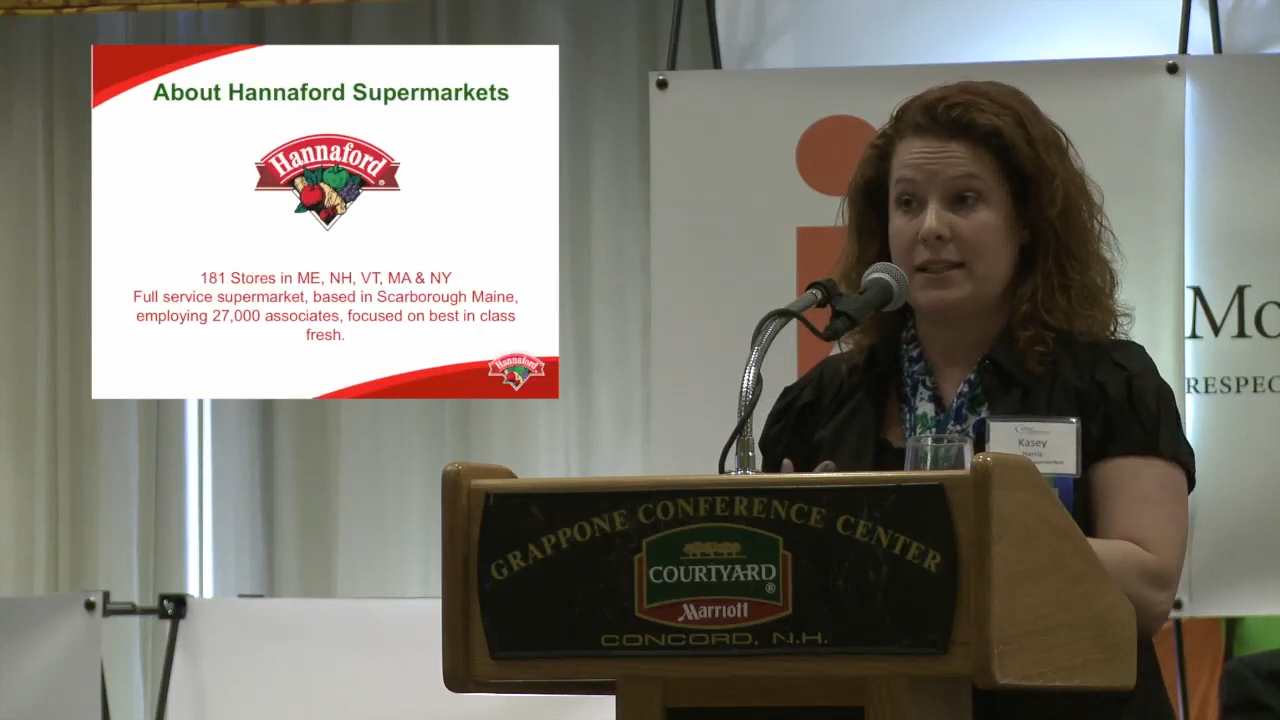 About Hannaford Supermarkets
Hannaford
181 Stores in ME, NH, VT, MA & NY
Full service supermarket, based in Scarborough Maine,
employing 27,000 associates, focused on best in class
fresh.
Hannaford
i
Mo
RESPEC
Kasey
Harris
GRAPPONE CONFERENCE CENTER
COURTYARD
®
Marriott
CONCORD, N.H.